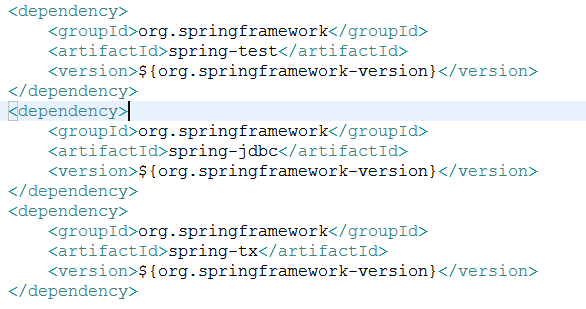 <dependency>
    <groupId>org.springframework</groupId>
    <artifactId>spring-test</artifactId>
    <version>${org.springframework-version}</version>
</dependency>
<dependency>
    <groupId>org.springframework</groupId>
    <artifactId>spring-jdbc</artifactId>
    <version>${org.springframework-version}</version>
</dependency>
<dependency>
    <groupId>org.springframework</groupId>
    <artifactId>spring-tx</artifactId>
    <version>${org.springframework-version}</version>
</dependency>